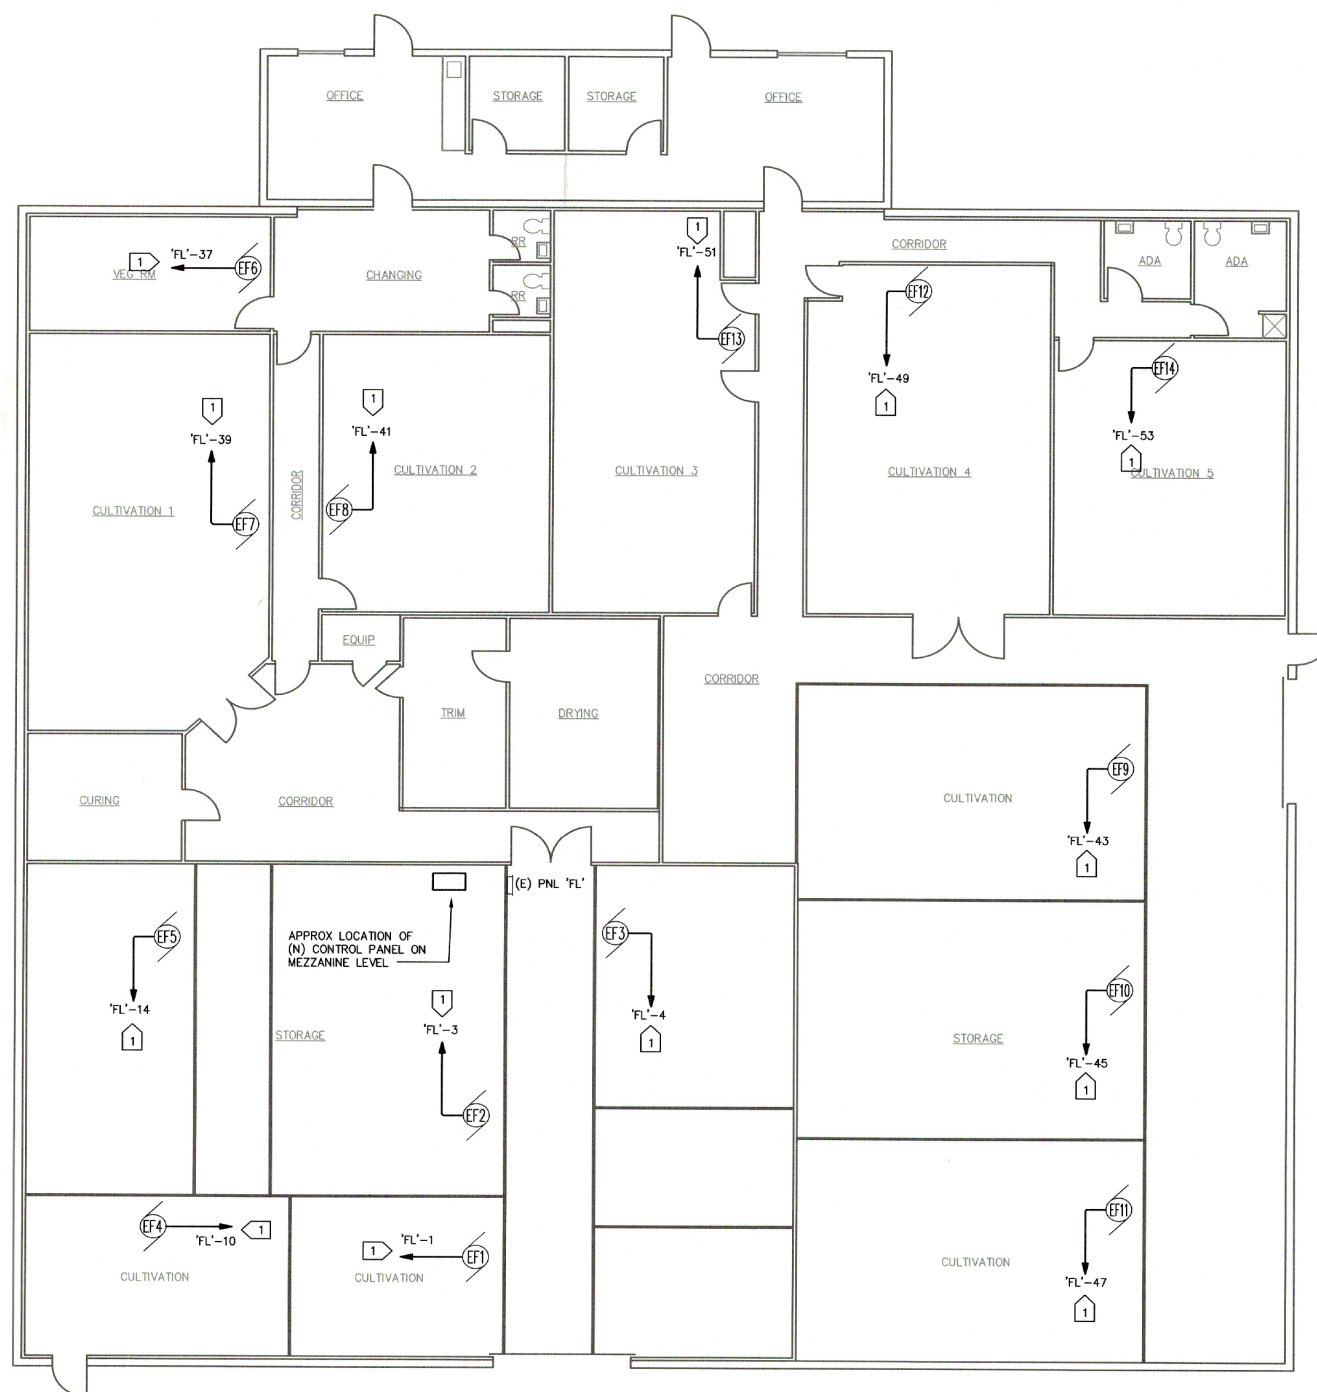 OFFICE
STORAGE
STORAGE
OFFICE
VEG RM
1
'FL'-37
EF6
CHANGING
RR
RR
1
'FL'-51
EF13
CORRIDOR
ADA
ADA
EF12
'FL'-49
1
EF14
'FL'-53
1
CULTIVATION 5
1
'FL'-39
CULTIVATION 1
EF7
CORRIDOR
1
'FL'-41
CULTIVATION 2
EF8
CULTIVATION 3
CULTIVATION 4
EQUIP
TRIM
DRYING
CORRIDOR
CURING
CORRIDOR
CULTIVATION
EF9
'FL'-43
1
(E) PNL 'FL'
APPROX LOCATION OF
(N) CONTROL PANEL ON
MEZZANINE LEVEL
EF5
'FL'-14
1
1
'FL'-3
STORAGE
EF2
EF3
'FL'-4
1
EF10
STORAGE
'FL'-45
1
EF4
'FL'-10
1
CULTIVATION
1
'FL'-1
EF1
CULTIVATION
EF11
CULTIVATION
'FL'-47
1